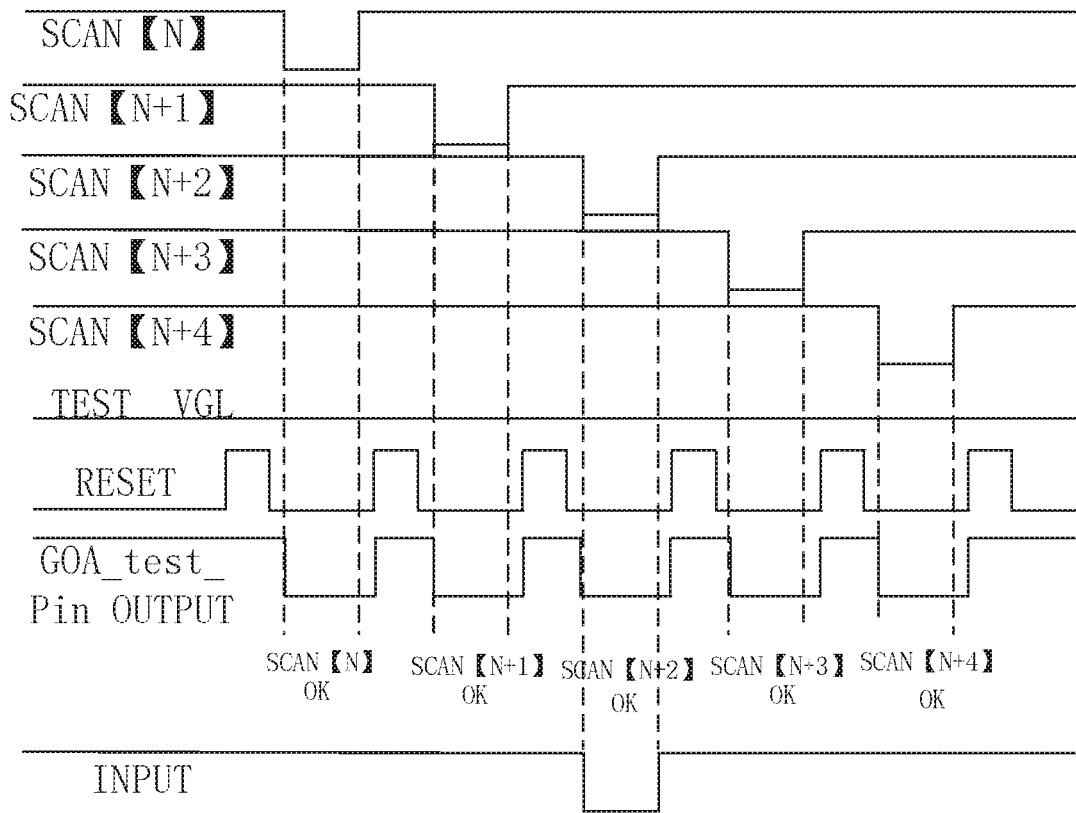 SCAN【N】
SCAN【N+1】
SCAN【N+2】
SCAN【N+3】
SCAN【N+4】
TEST VGL
RESET
GOA_test_
Pin OUTPUT
SCAN【N】
OK
SCAN【N+1】
OK
SCAN【N+2】
OK
SCAN【N+3】
OK
SCAN【N+4】
OK
INPUT